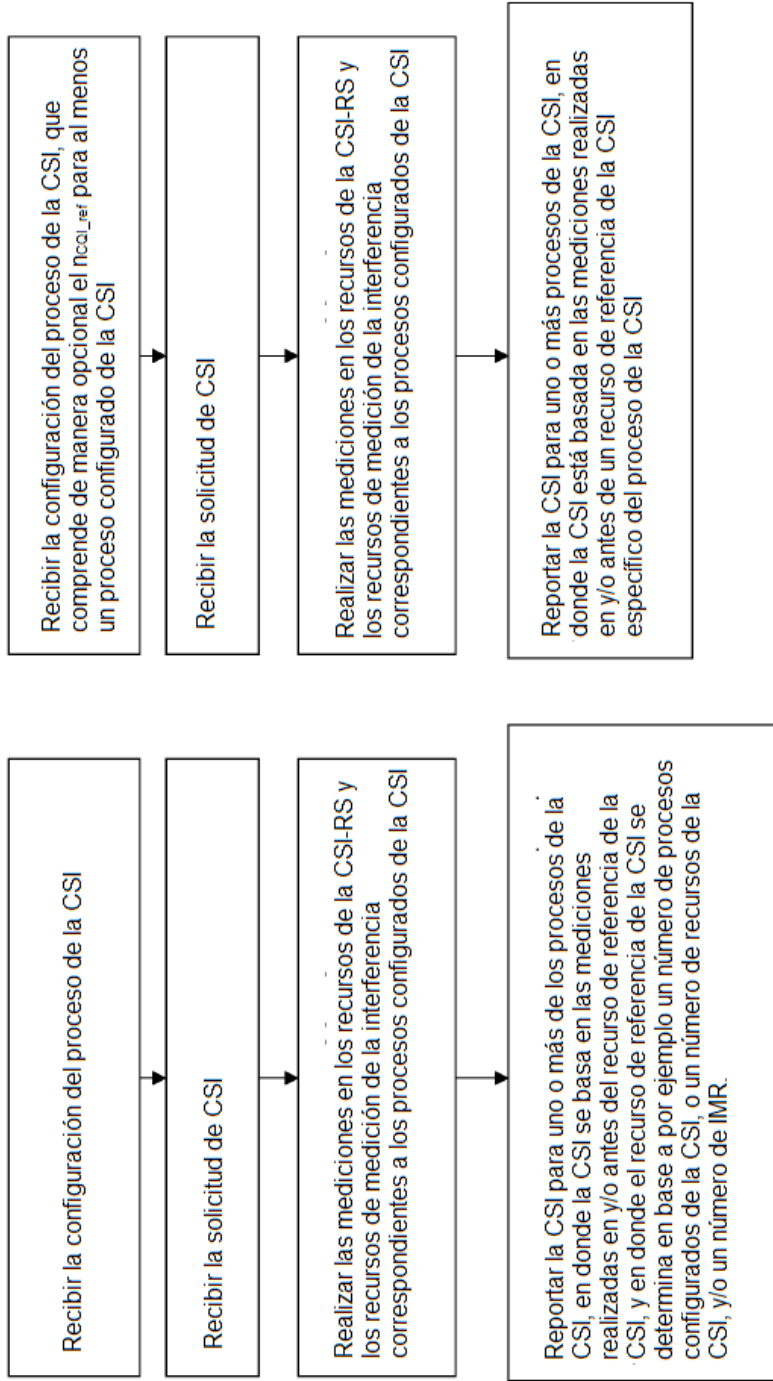 Recibir la configuración del proceso de la CSI
Recibir la solicitud de CSI
Realizar las mediciones en los recursos de la CSI-RS y
los recursos de medición de la interferencia
correspondientes a los procesos configurados de la CSI
Reportar la CSI para uno o más de los procesos de la
CSI, en donde la CSI se basa en las mediciones
realizadas en y/o antes del recurso de referencia de la
CSI, y en donde el recurso de referencia de la CSI se
determina en base a por ejemplo un número de procesos
configurados de la CSI, o un número de recursos de la
CSI, y/o un número de IMR.
Recibir la configuración del proceso de la CSI, que
comprende de manera opcional el nCQI_ref para al menos
un proceso configurado de la CSI
Recibir la solicitud de CSI
Realizar las mediciones en los recursos de la CSI-RS y
los recursos de medición de la interferencia
correspondientes a los procesos configurados de la CSI
Reportar la CSI para uno o más procesos de la CSI, en
donde la CSI está basada en las mediciones realizadas
en y/o antes de un recurso de referencia de la CSI
específico del proceso de la CSI